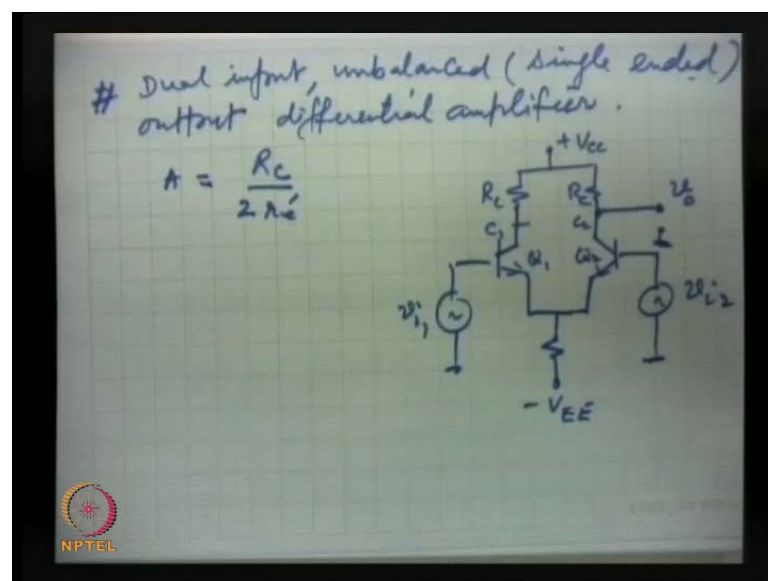 # Dual input, unbalanced (single ended)
output differential amplifier.
A = Rc / 2 ré
+ Vcc
Rc Rc
C1 C2 vo
Q1 Q2
vi1 vi2
- VEE
NPTEL